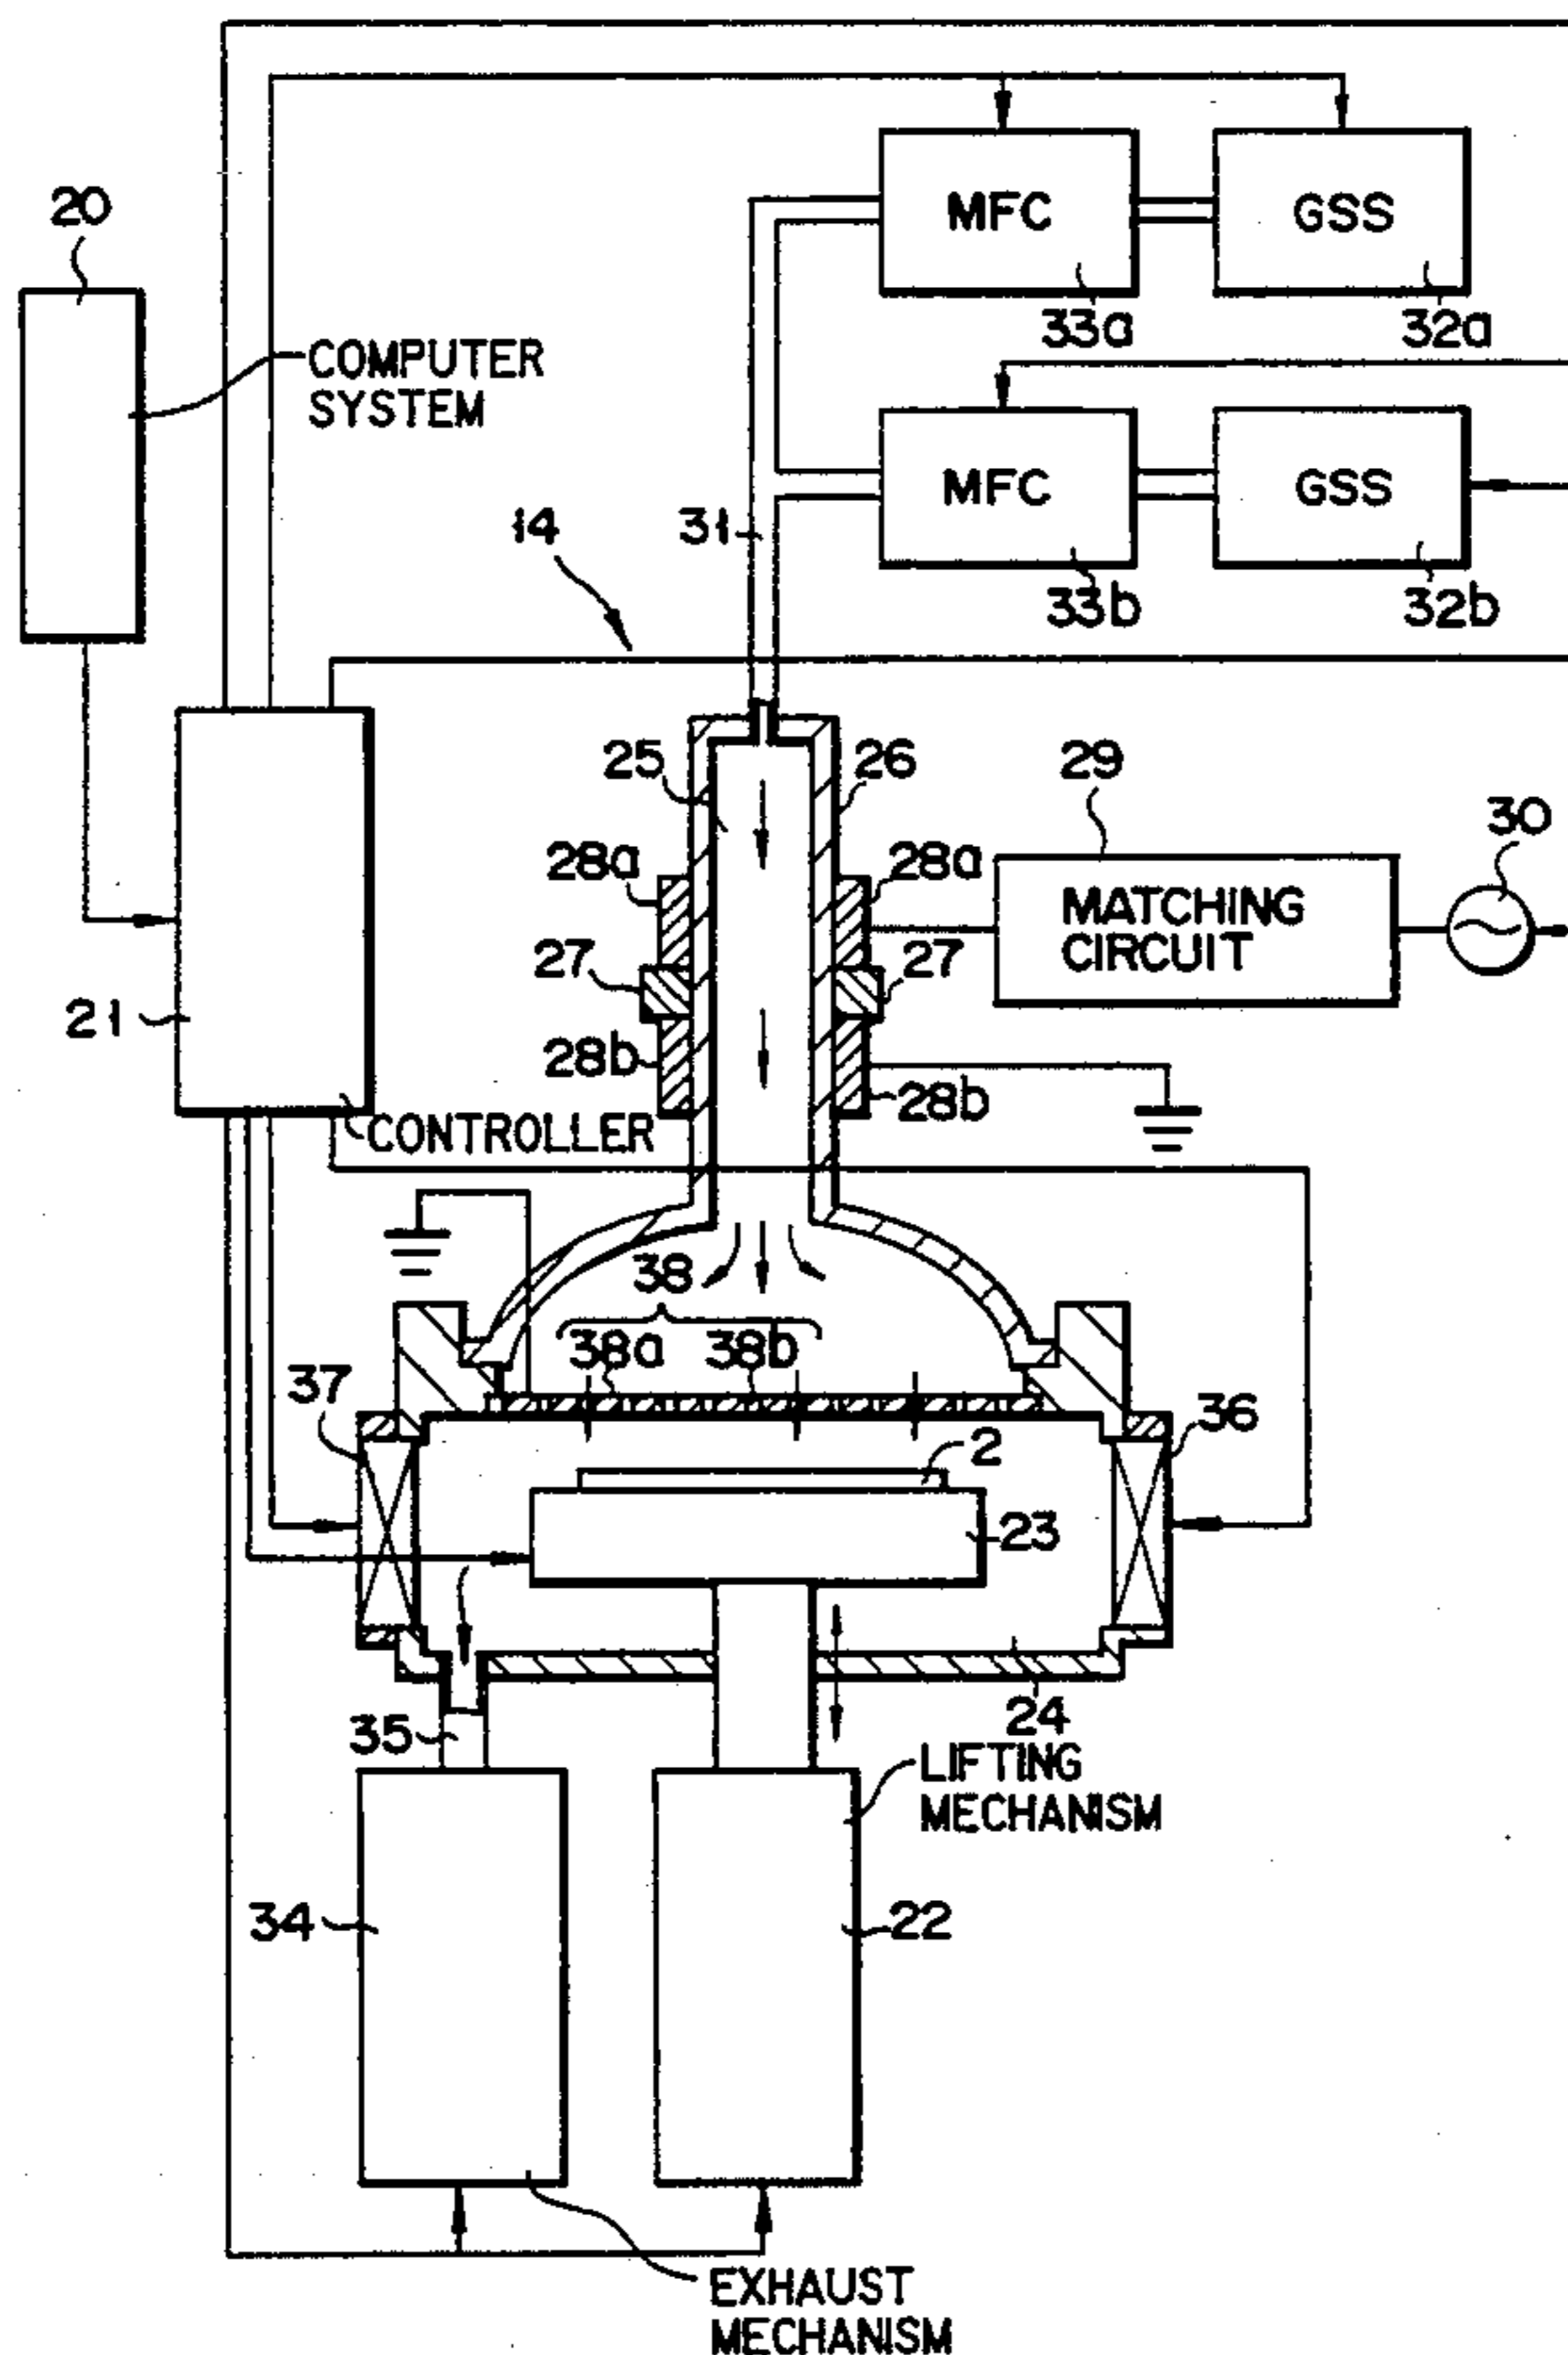 20
COMPUTER
SYSTEM
MFC
GSS
33a
32a
MFC
GSS
33b
32b
14
31
25
26
29
30
28a
28a
MATCHING
CIRCUIT
27
27
21
28b
28b
CONTROLLER
38
38a
38b
37
36
2
23
24
35
LIFTING
MECHANISM
34
22
EXHAUST
MECHANISM